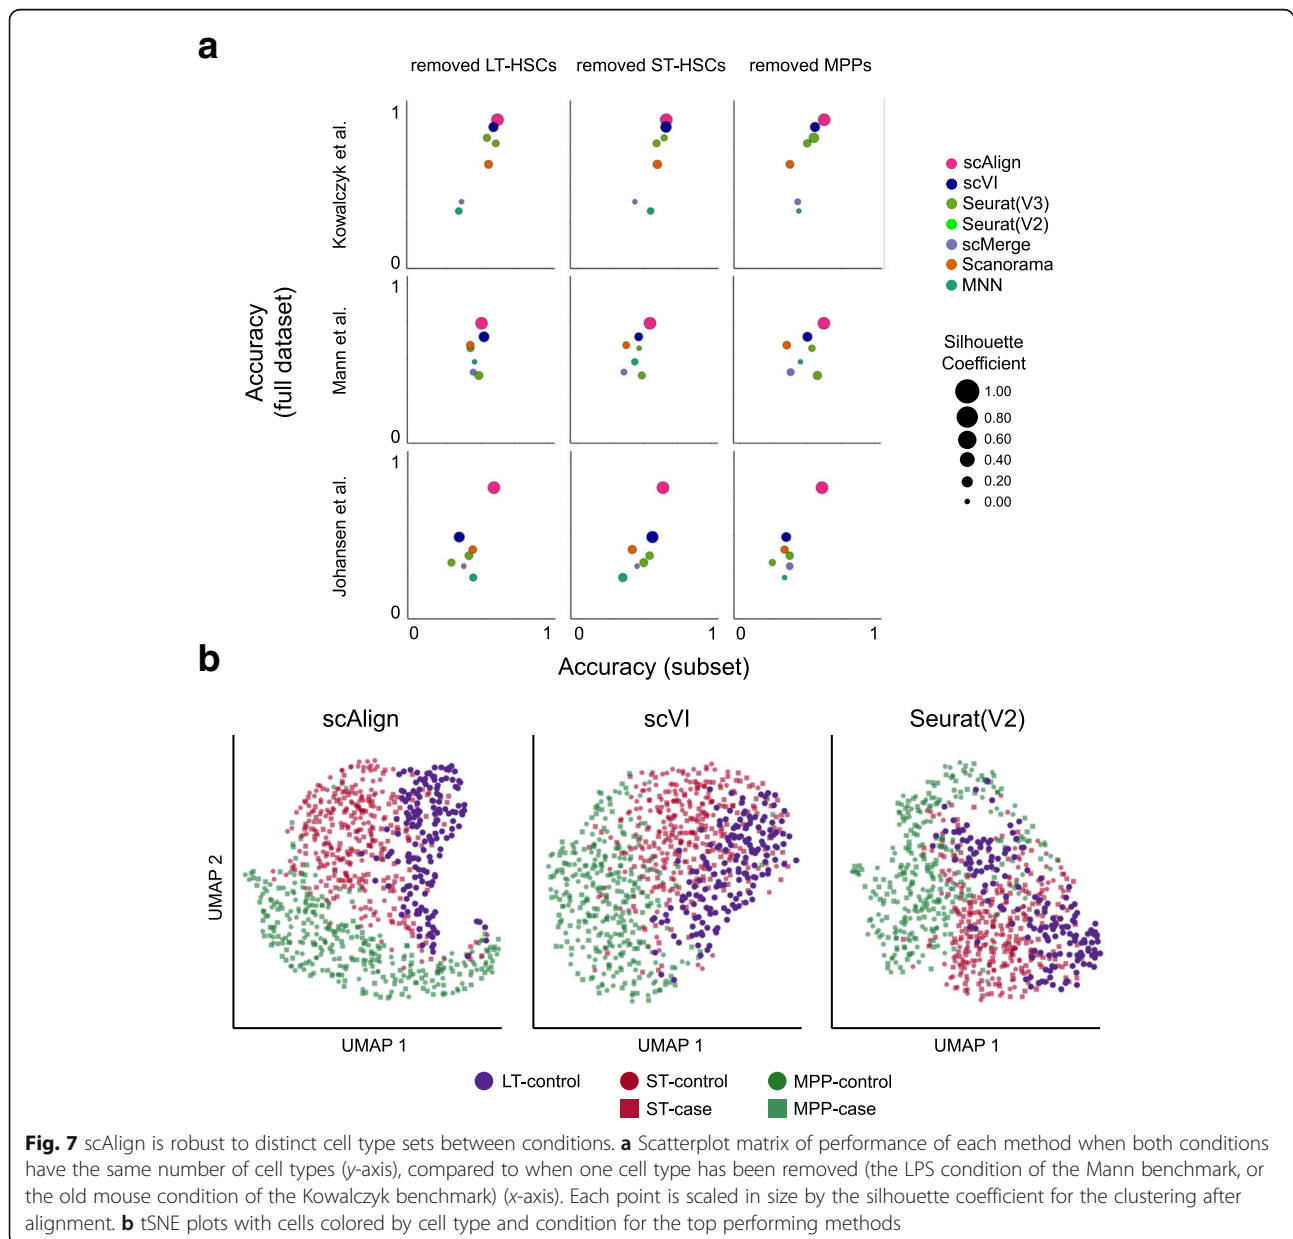 a
removed LT-HSCs removed ST-HSCs removed MPPs
Kowalczyk et al.
1
0
Mann et al.
1
0
Johansen et al.
1
0
Accuracy
(full dataset)
0 1 0 1 0 1
Accuracy (subset)
scAlign
scVI
Seurat(V3)
Seurat(V2)
scMerge
Scanorama
MNN
Silhouette
Coefficient
1.00
0.80
0.60
0.40
0.20
0.00
b
scAlign scVI Seurat(V2)
UMAP 2
UMAP 1 UMAP 1 UMAP 1
LT-control ST-control MPP-control
ST-case MPP-case
Fig. 7 scAlign is robust to distinct cell type sets between conditions. a Scatterplot matrix of performance of each method when both conditions
have the same number of cell types (y-axis), compared to when one cell type has been removed (the LPS condition of the Mann benchmark, or
the old mouse condition of the Kowalczyk benchmark) (x-axis). Each point is scaled in size by the silhouette coefficient for the clustering after
alignment. b tSNE plots with cells colored by cell type and condition for the top performing methods